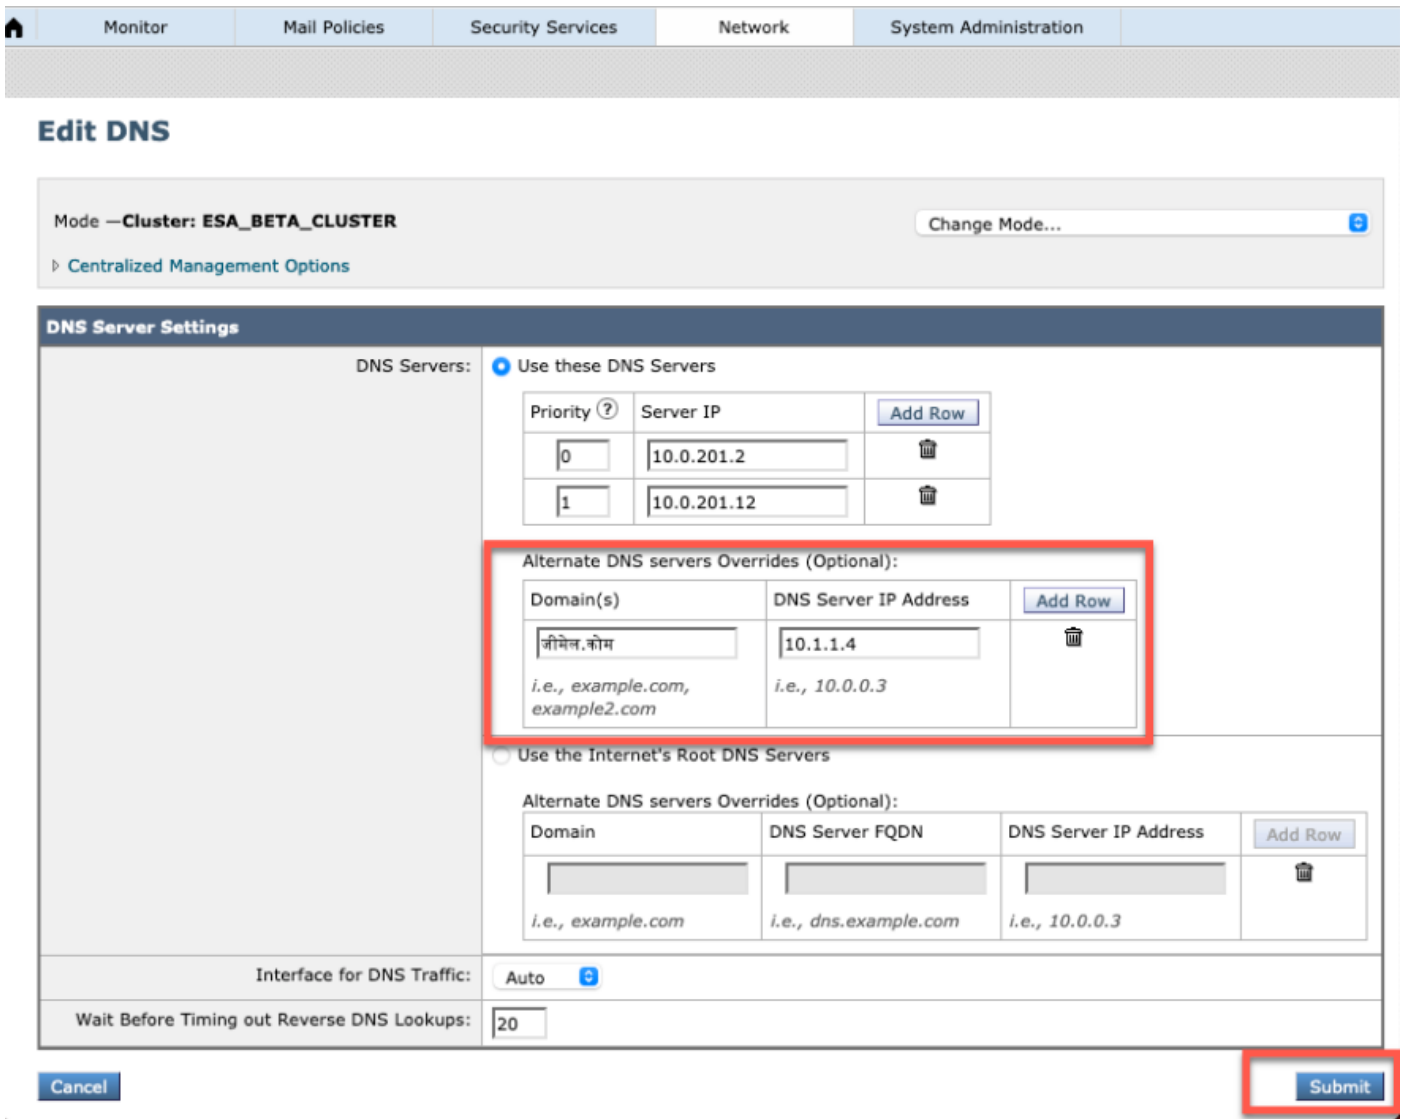 Monitor Mail Policies Security Services Network System Administration
Edit DNS
Mode —Cluster: ESA_BETA_CLUSTER
Change Mode...
Centralized Management Options
DNS Server Settings
DNS Servers:
Use these DNS Servers
Priority ? Server IP Add Row
0 10.0.201.2
1 10.0.201.12
Alternate DNS servers Overrides (Optional):
Domain(s) DNS Server IP Address Add Row
जीमेल.कोम 10.1.1.4
i.e., example.com, i.e., 10.0.0.3
example2.com
Use the Internet's Root DNS Servers
Alternate DNS servers Overrides (Optional):
Domain DNS Server FQDN DNS Server IP Address Add Row
i.e., example.com i.e., dns.example.com i.e., 10.0.0.3
Interface for DNS Traffic: Auto
Wait Before Timing out Reverse DNS Lookups: 20
Cancel Submit